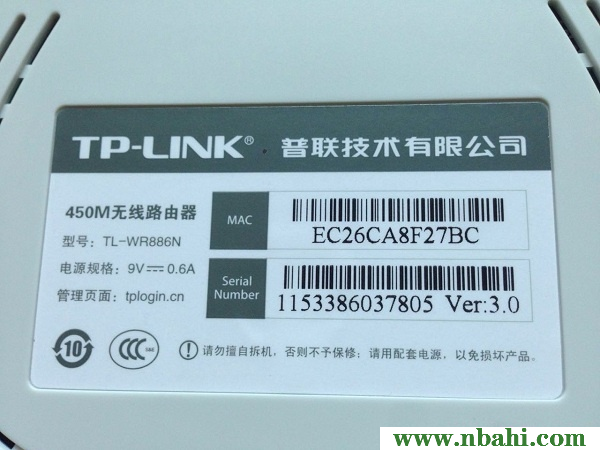 TP-LINK® 普联技术有限公司
450M无线路由器
型号：TL-WR886N
电源规格：9V⎓0.6A
管理页面：tplogin.cn
MAC
EC26CA8F27BC
Serial
Number
1153386037805 Ver:3.0
10
CCC S&E
! 请勿擅自拆机，否则不予保修；请用配套电源，以免损坏产品。
www.nbahi.com